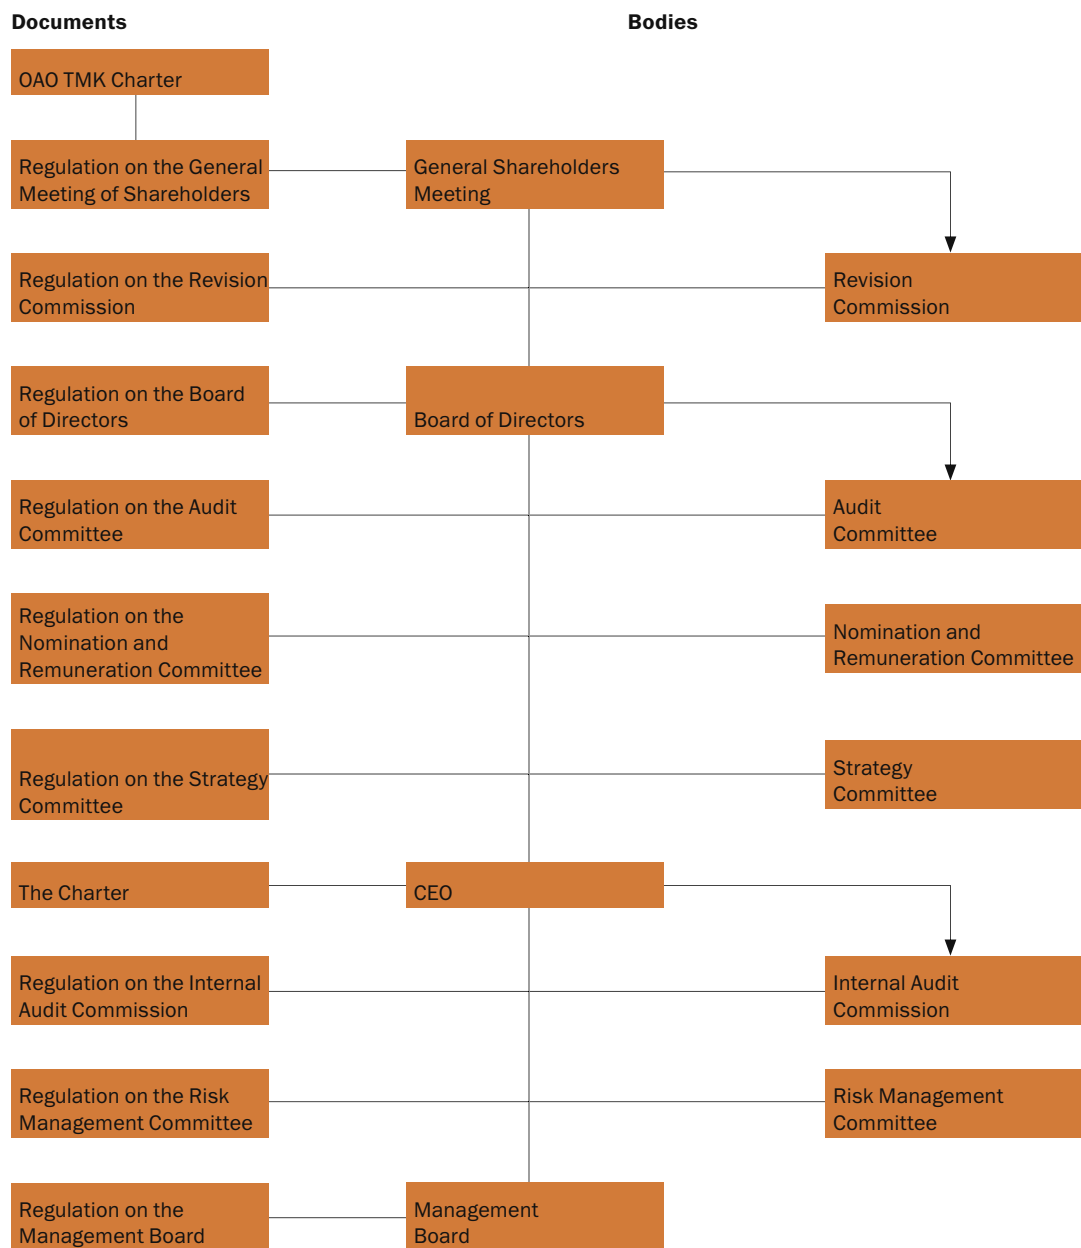 Documents
Bodies
OAO TMK Charter
Regulation on the General
Meeting of Shareholders
General Shareholders
Meeting
Regulation on the Revision
Commission
Revision
Commission
Regulation on the Board
of Directors
Board of Directors
Regulation on the Audit
Committee
Audit
Committee
Regulation on the
Nomination and
Remuneration Committee
Nomination and
Remuneration Committee
Regulation on the Strategy
Committee
Strategy
Committee
The Charter
CEO
Regulation on the Internal
Audit Commission
Internal Audit
Commission
Regulation on the Risk
Management Committee
Risk Management
Committee
Regulation on the
Management Board
Management
Board